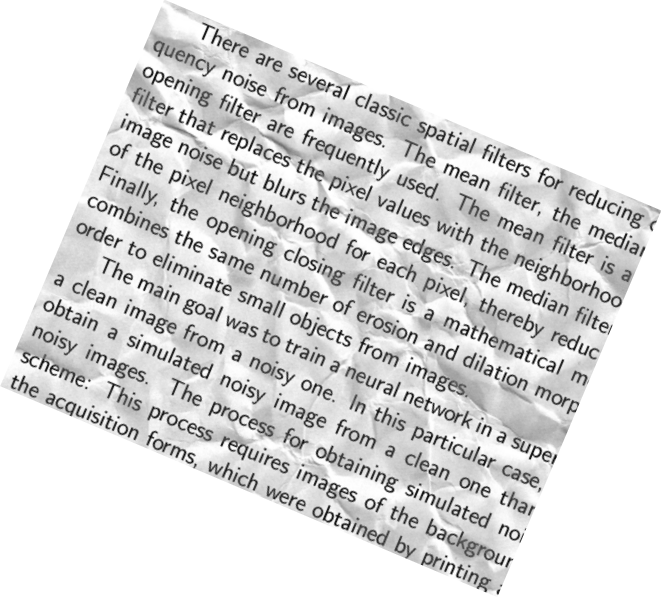 There are several classic spatial filters for reducing
quency noise from images. The mean filter, the median
opening filter are frequently used. The mean filter is a
filter that replaces the pixel values with the neighborhoo
image noise but blurs the image edges. The median filter
of the pixel neighborhood for each pixel, thereby reduc
Finally, the opening closing filter is a mathematical m
combines the same number of erosion and dilation morp
order to eliminate small objects from images.
The main goal was to train a neural network in a super
a clean image from a noisy one. In this particular case,
obtain a simulated noisy image from a clean one than
noisy images. The process for obtaining simulated noi
scheme: This process requires images of the backgroun
the acquisition forms, which were obtained by printing